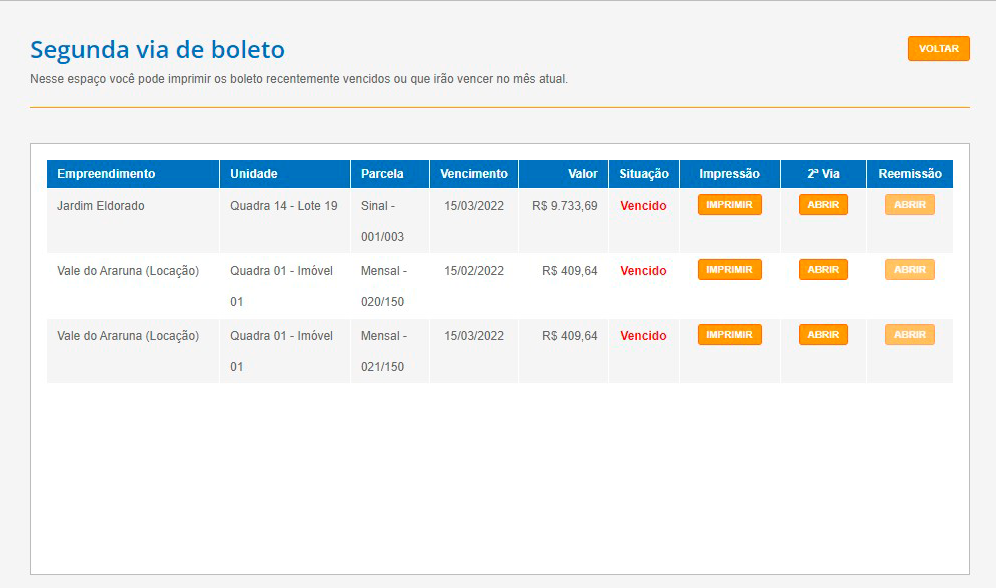 Segunda via de boleto
VOLTAR
Nesse espaço você pode imprimir os boleto recentemente vencidos ou que irão vencer no mês atual.
Empreendimento Unidade Parcela Vencimento Valor Situação Impressão 2ª Via Reemissão
Jardim Eldorado Quadra 14 - Lote 19 Sinal - 15/03/2022 R$ 9.733,69 Vencido IMPRIMIR ABRIR ABRIR
001/003
Vale do Araruna (Locação) Quadra 01 - Imóvel Mensal - 15/02/2022 R$ 409,64 Vencido IMPRIMIR ABRIR ABRIR
01 020/150
Vale do Araruna (Locação) Quadra 01 - Imóvel Mensal - 15/03/2022 R$ 409,64 Vencido IMPRIMIR ABRIR ABRIR
01 021/150